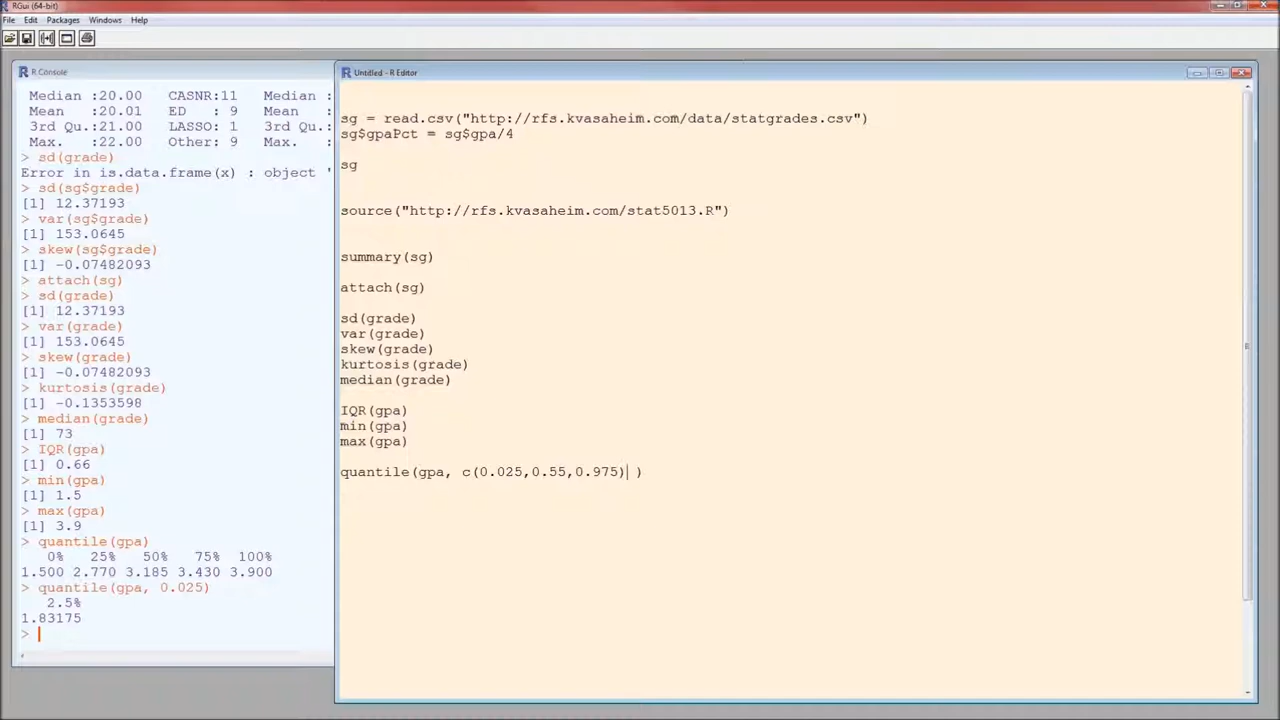 RGui (64-bit)
File Edit Packages Windows Help
R Console
Median :20.00 CASNR:11 Median :
Mean :20.01 ED : 9 Mean :
3rd Qu.:21.00 LASSO: 1 3rd Qu.:
Max. :22.00 Other: 9 Max. :
> sd(grade)
Error in is.data.frame(x) : object '
> sd(sg$grade)
[1] 12.37193
> var(sg$grade)
[1] 153.0645
> skew(sg$grade)
[1] -0.07482093
> attach(sg)
> sd(grade)
[1] 12.37193
> var(grade)
[1] 153.0645
> skew(grade)
[1] -0.07482093
> kurtosis(grade)
[1] -0.1353598
> median(grade)
[1] 73
> IQR(gpa)
[1] 0.66
> min(gpa)
[1] 1.5
> max(gpa)
[1] 3.9
> quantile(gpa)
0% 25% 50% 75% 100%
1.500 2.770 3.185 3.430 3.900
> quantile(gpa, 0.025)
2.5%
1.83175
>
Untitled - R Editor
sg = read.csv("http://rfs.kvasaheim.com/data/statgrades.csv")
sg$gpaPct = sg$gpa/4
sg
source("http://rfs.kvasaheim.com/stat5013.R")
summary(sg)
attach(sg)
sd(grade)
var(grade)
skew(grade)
kurtosis(grade)
median(grade)
IQR(gpa)
min(gpa)
max(gpa)
quantile(gpa, c(0.025,0.55,0.975) )